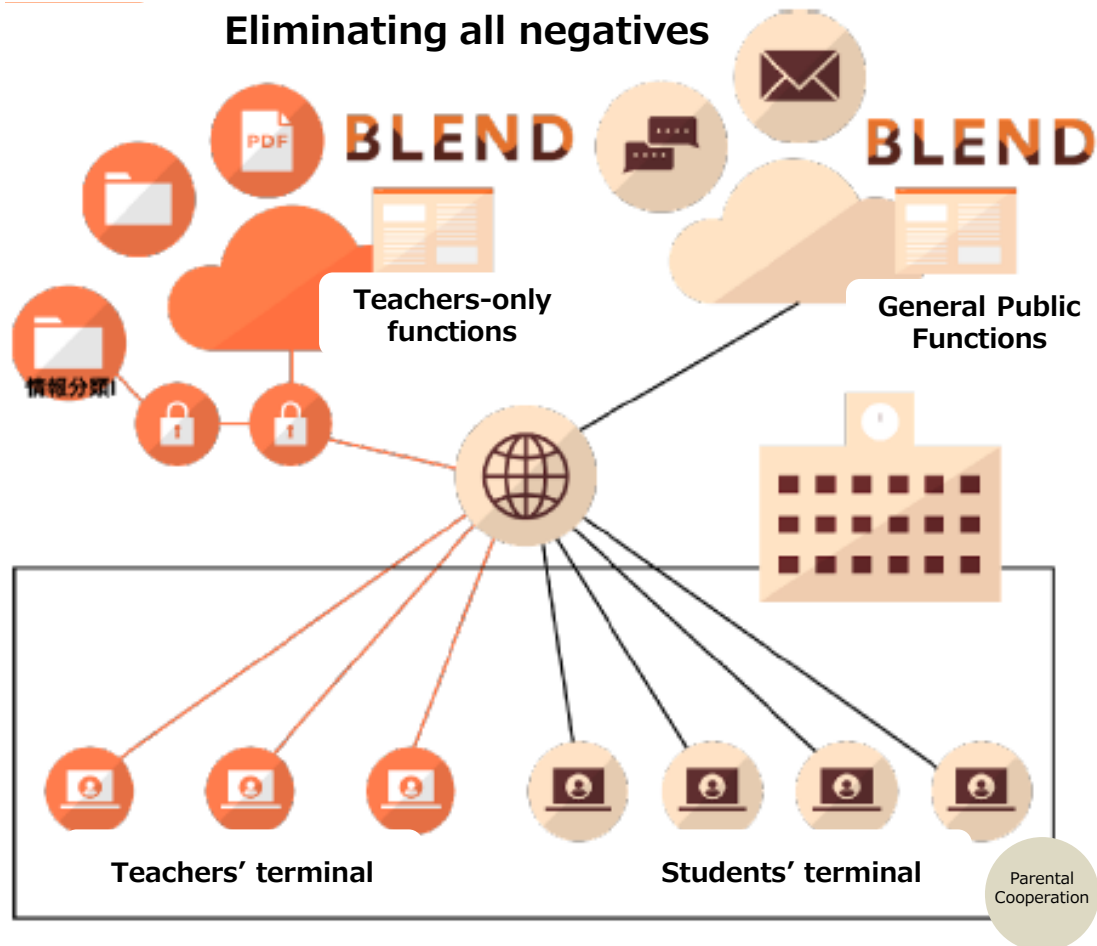 Eliminating all negatives
PDF
BLEND
BLEND
Teachers-only
functions
General Public
Functions
情報分類I
Teachers’ terminal
Students’ terminal
Parental
Cooperation